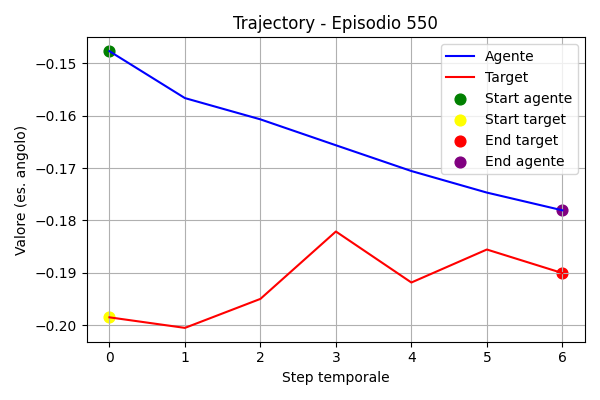 Trajectory - Episodio 550
Valore (es. angolo)
−0.15
−0.16
−0.17
−0.18
−0.19
−0.20
Agente
Target
Start agente
Start target
End target
End agente
0 1 2 3 4 5 6
Step temporale